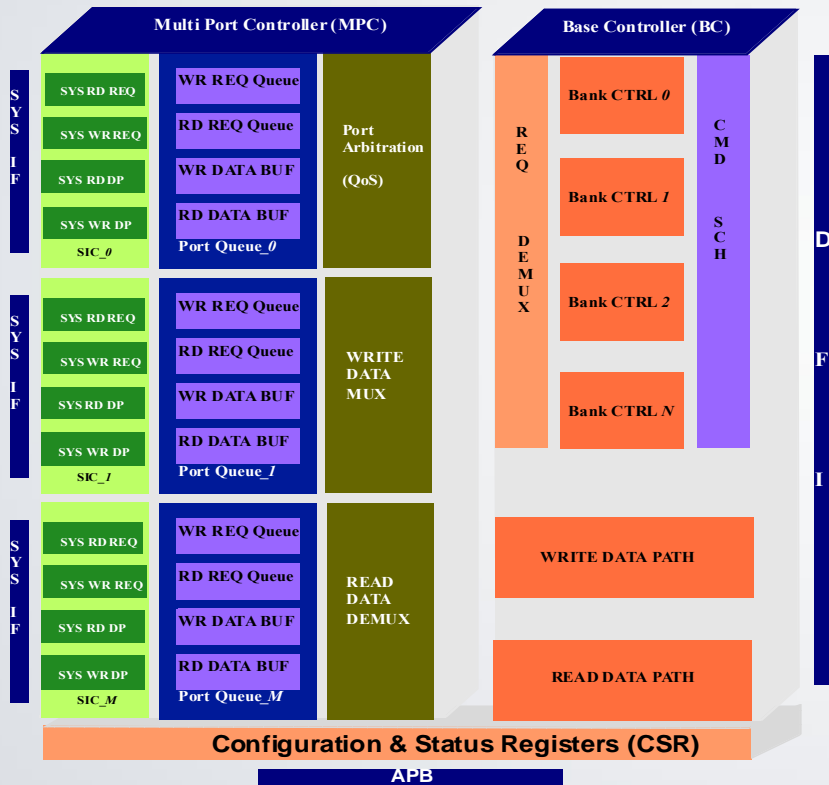 Multi Port Controller (MPC)
Base Controller (BC)
SYS IF
SYS RD REQ
SYS WR REQ
SYS RD DP
SYS WR DP
SIC_0
WR REQ Queue
RD REQ Queue
WR DATA BUF
RD DATA BUF
Port Queue_0
Port
Arbitration
(QoS)
SYS IF
SYS RD REQ
SYS WR REQ
SYS RD DP
SYS WR DP
SIC_1
WR REQ Queue
RD REQ Queue
WR DATA BUF
RD DATA BUF
Port Queue_1
WRITE
DATA
MUX
SYS IF
SYS RD REQ
SYS WR REQ
SYS RD DP
SYS WR DP
SIC_M
WR REQ Queue
RD REQ Queue
WR DATA BUF
RD DATA BUF
Port Queue_M
READ
DATA
DEMUX
REQ DEMUX
Bank CTRL 0
Bank CTRL 1
Bank CTRL 2
Bank CTRL N
CMD SCH
WRITE DATA PATH
READ DATA PATH
DFI
Configuration & Status Registers (CSR)
APB